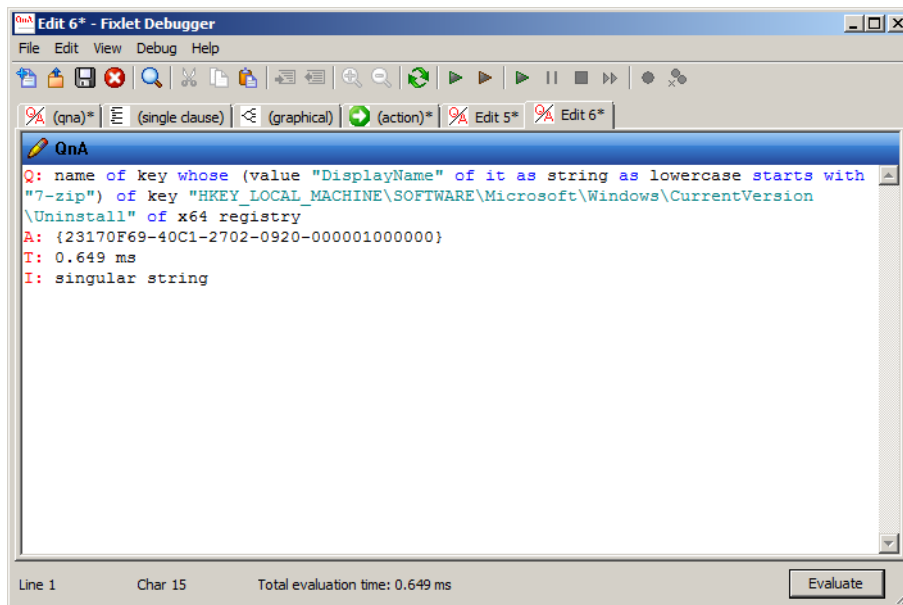 QnA Edit 6* - Fixlet Debugger
File Edit View Debug Help
(qna)* (single clause) (graphical) (action)* QA Edit 5* QA Edit 6*
QnA
Q: name of key whose (value "DisplayName" of it as string as lowercase starts with
"7-zip") of key "HKEY_LOCAL_MACHINE\SOFTWARE\Microsoft\Windows\CurrentVersion
\Uninstall" of x64 registry
A: {23170F69-40C1-2702-0920-000001000000}
T: 0.649 ms
I: singular string
Line 1 Char 15 Total evaluation time: 0.649 ms Evaluate